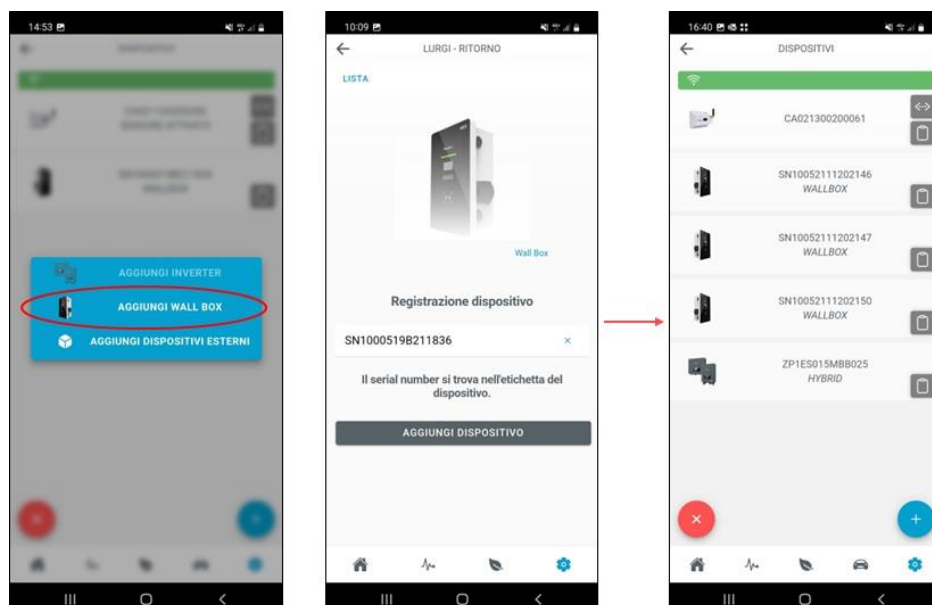 14:53
AGGIUNGI INVERTER
AGGIUNGI WALL BOX
AGGIUNGI DISPOSITIVI ESTERNI
10:09
LURGI - RITORNO
LISTA
Wall Box
Registrazione dispositivo
SN1000519B211836 ×
Il serial number si trova nell'etichetta del
dispositivo.
AGGIUNGI DISPOSITIVO
16:40
DISPOSITIVI
CA021300200061
SN10052111202146
WALLBOX
SN10052111202147
WALLBOX
SN10052111202150
WALLBOX
ZP1ES015MBB025
HYBRID